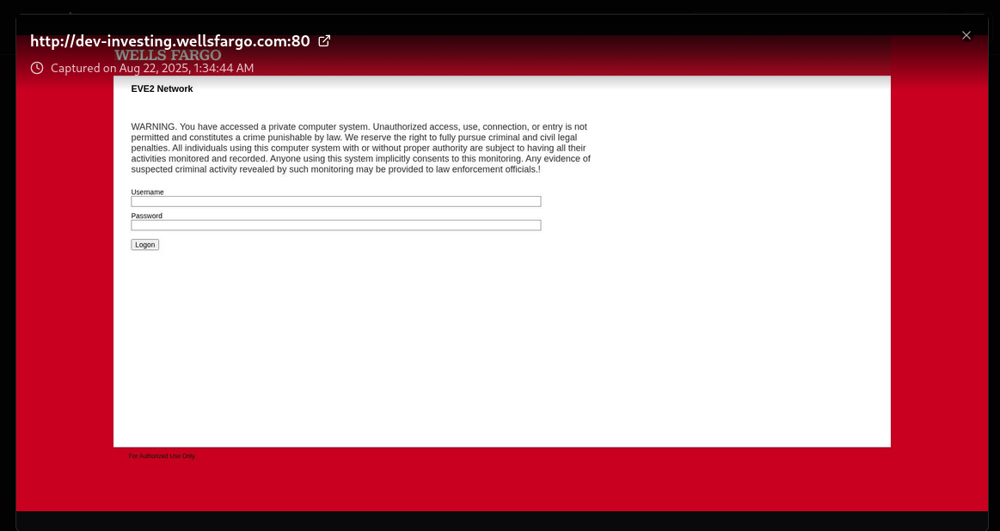 http://dev-investing.wellsfargo.com:80
WELLS FARGO
Captured on Aug 22, 2025, 1:34:44 AM
EVE2 Network
WARNING. You have accessed a private computer system. Unauthorized access, use, connection, or entry is not
permitted and constitutes a crime punishable by law. We reserve the right to fully pursue criminal and civil legal
penalties. All individuals using this computer system with or without proper authority are subject to having all their
activities monitored and recorded. Anyone using this system implicitly consents to this monitoring. Any evidence of
suspected criminal activity revealed by such monitoring may be provided to law enforcement officials.!
Username
Password
Logon
For Authorized Use Only